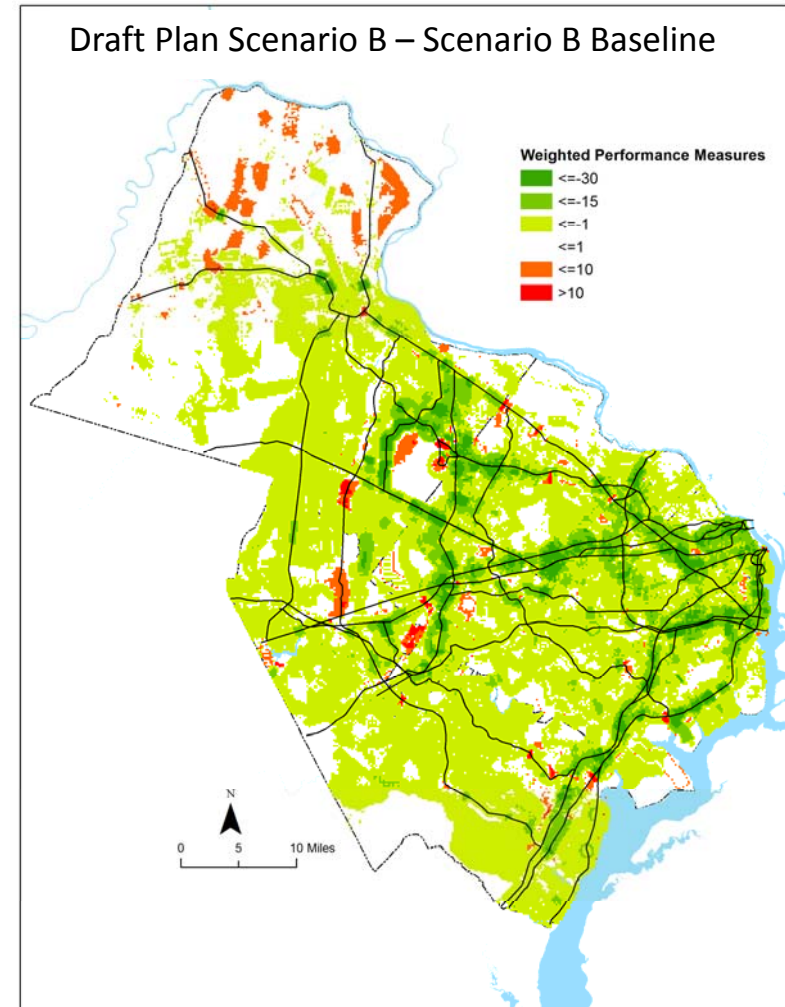 Draft Plan Scenario B – Scenario B Baseline
Weighted Performance Measures
<=-30
<=-15
<=-1
<=1
<=10
>10
N
0 5 10 Miles